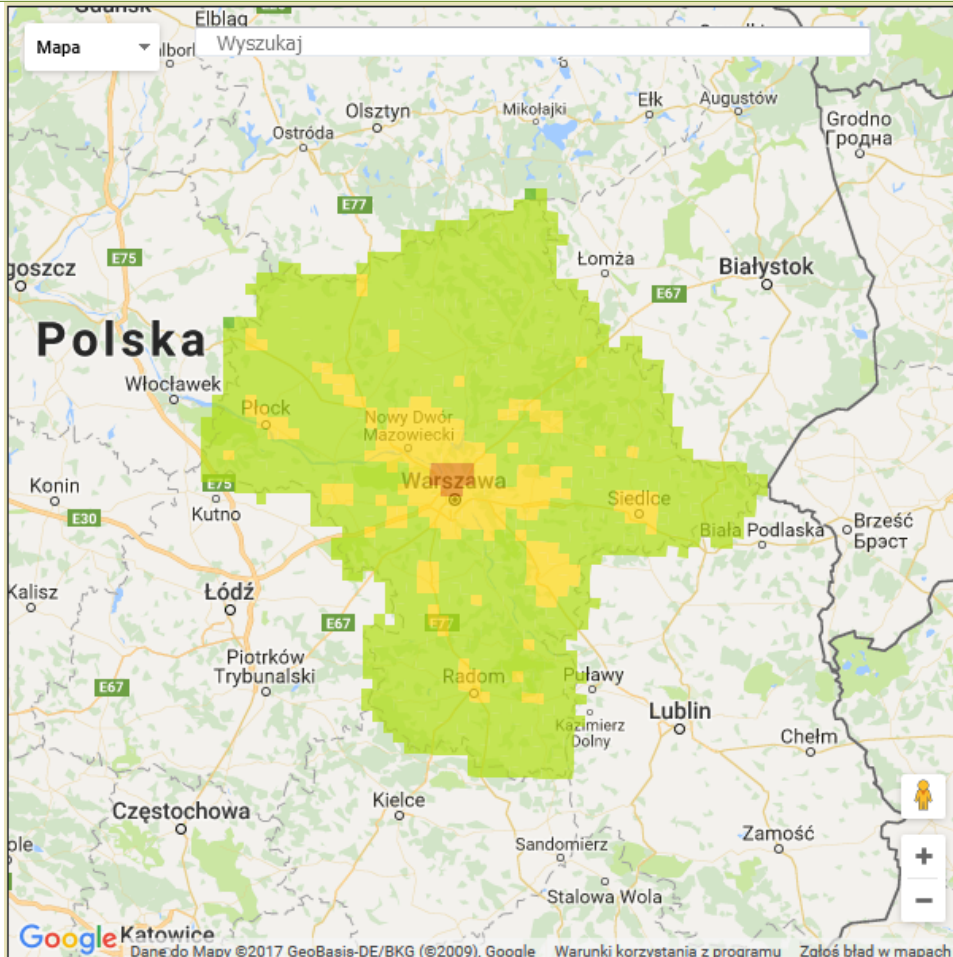 Elbląg
Mapa
Wyszukaj
Olsztyn
Mikołajki
Ełk
Augustów
Ostróda
Grodno
Гродна
E77
E75
Łomża
Białystok
E67
Polska
Włocławek
Płock
Nowy Dwór
Mazowiecki
Warszawa
Konin
E75
Siedlce
E30
Kutno
Biała Podlaska
Brześć
Брэст
Kalisz
Łódź
E67
E77
Piotrków
Trybunalski
E67
Radom
Puławy
Lublin
Kazimierz
Dolny
Chełm
Kielce
Częstochowa
Zamość
Sandomierz
Stalowa Wola
+
−
Google
Katowice
Dane do Mapy ©2017 GeoBasis-DE/BKG (©2009), Google
Warunki korzystania z programu
Zgłoś błąd w mapach